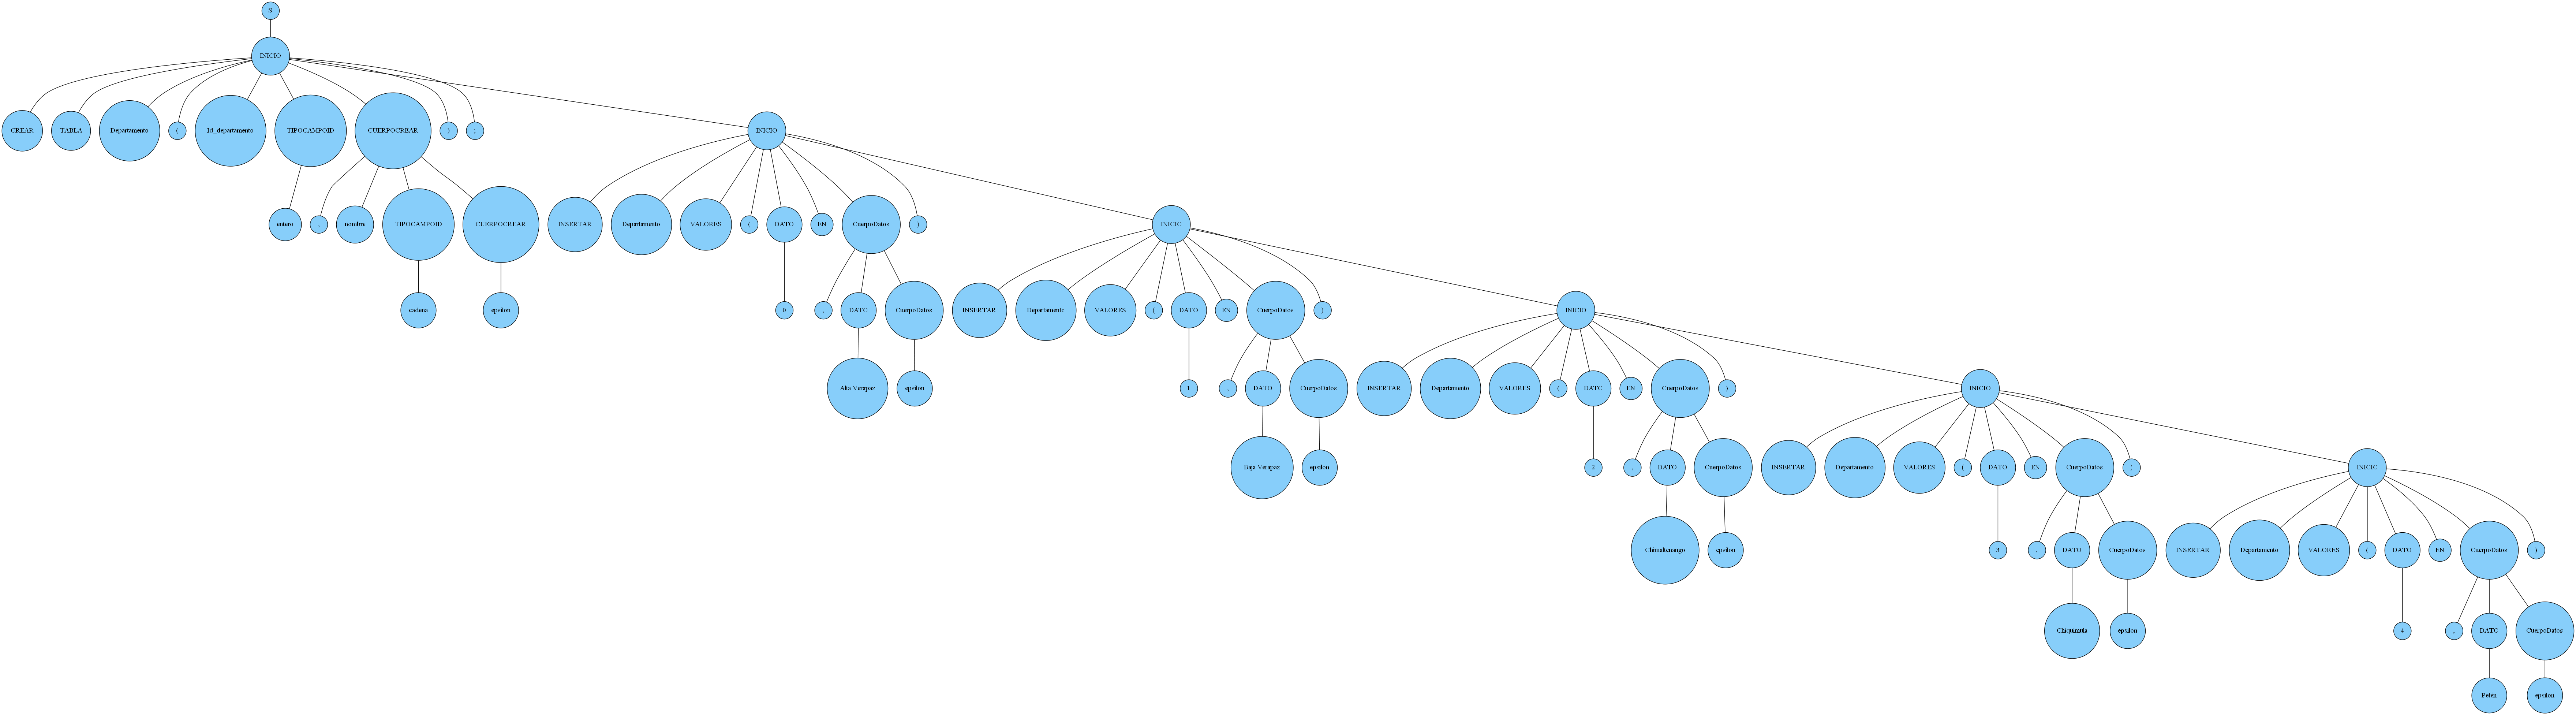 S
INICIO
CREAR TABLA Departamento ( Id_departamento TIPOCAMPOID CUERPOCREAR ) ; INICIO
entero , nombre TIPOCAMPOID CUERPOCREAR INSERTAR Departamento VALORES ( DATO EN CuerpoDatos ) INICIO
cadena epsilon 0 , DATO CuerpoDatos INSERTAR Departamento VALORES ( DATO EN CuerpoDatos ) INICIO
Alta Verapaz epsilon 1 , DATO CuerpoDatos INSERTAR Departamento VALORES ( DATO EN CuerpoDatos ) INICIO
Baja Verapaz epsilon 2 , DATO CuerpoDatos INSERTAR Departamento VALORES ( DATO EN CuerpoDatos ) INICIO
Chimaltenango epsilon 3 , DATO CuerpoDatos INSERTAR Departamento VALORES ( DATO EN CuerpoDatos )
Chiquimula epsilon 4 , DATO CuerpoDatos
Petén epsilon